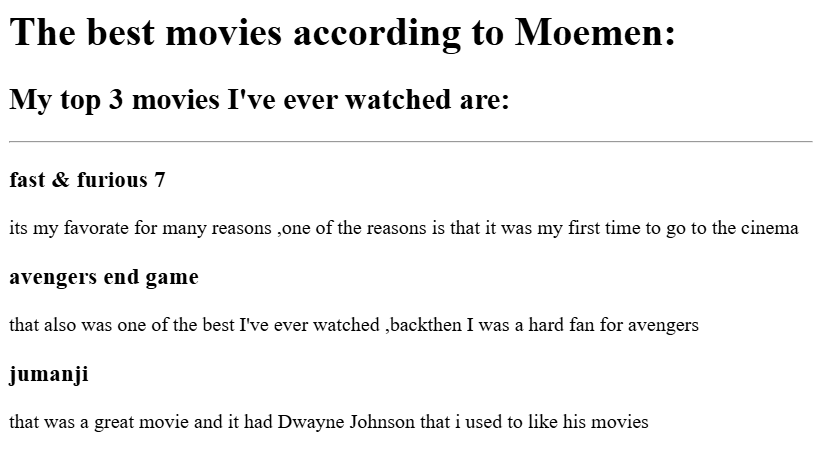 The best movies according to Moemen:
My top 3 movies I've ever watched are:
fast & furious 7
its my favorate for many reasons ,one of the reasons is that it was my first time to go to the cinema
avengers end game
that also was one of the best I've ever watched ,backthen I was a hard fan for avengers
jumanji
that was a great movie and it had Dwayne Johnson that i used to like his movies